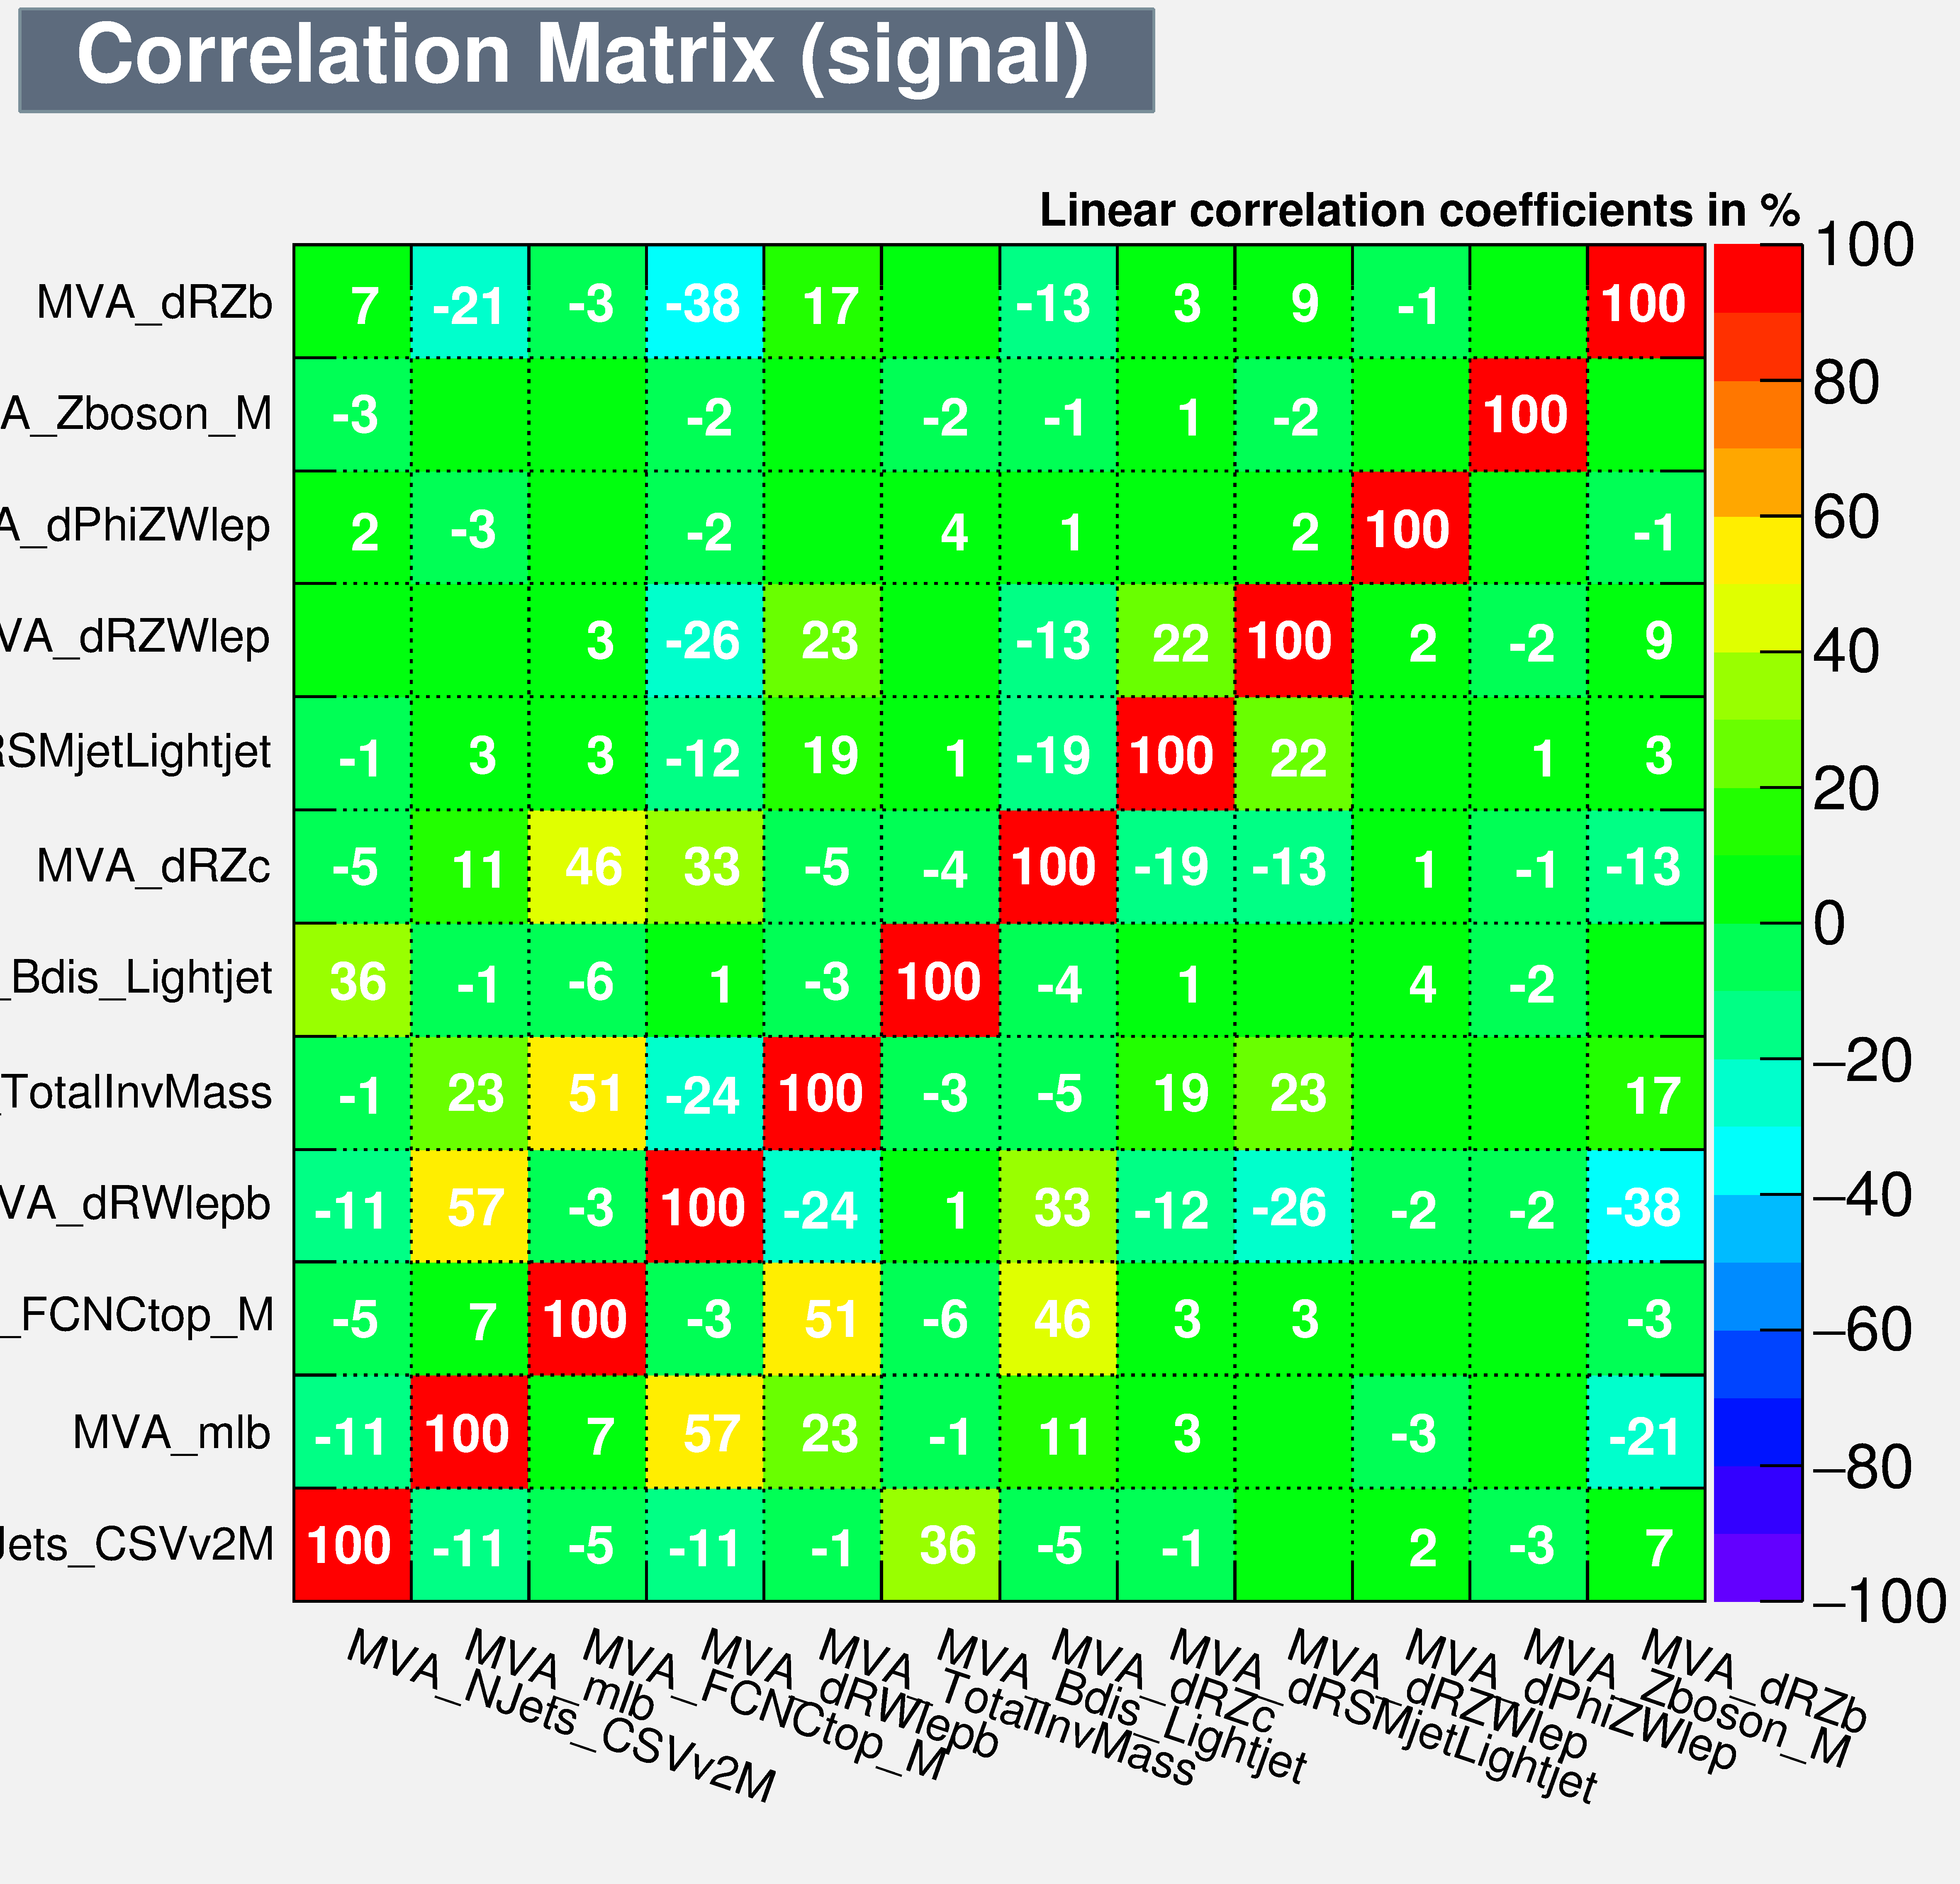 Correlation Matrix (signal)
Linear correlation coefficients in %
MVA_dRZb 7 -21 -3 -38 17 -13 3 9 -1 100
A_Zboson_M -3 -2 -2 -1 1 -2 100
A_dPhiZWlep 2 -3 -2 4 1 2 100 -1
VA_dRZWlep 3 -26 23 -13 22 100 2 -2 9
RSMjetLightjet -1 3 3 -12 19 1 -19 100 22 1 3
MVA_dRZc -5 11 46 33 -5 -4 100 -19 -13 1 -1 -13
_Bdis_Lightjet 36 -1 -6 1 -3 100 -4 1 4 -2
_TotalInvMass -1 23 51 -24 100 -3 -5 19 23 17
VA_dRWlepb -11 57 -3 100 -24 1 33 -12 -26 -2 -2 -38
_FCNCtop_M -5 7 100 -3 51 -6 46 3 3 -3
MVA_mlb -11 100 7 57 23 -1 11 3 -3 -21
Jets_CSVv2M 100 -11 -5 -11 -1 36 -5 -1 2 -3 7
100
80
60
40
20
0
−20
−40
−60
−80
−100
MVA_NJets_CSVv2M
MVA_mlb
MVA_FCNCtop_M
MVA_dRWlepb
MVA_TotalInvMass
MVA_Bdis_Lightjet
MVA_dRZc
MVA_dRSMjetLightjet
MVA_dRZWlep
MVA_dPhiZWlep
MVA_Zboson_M
MVA_dRZb